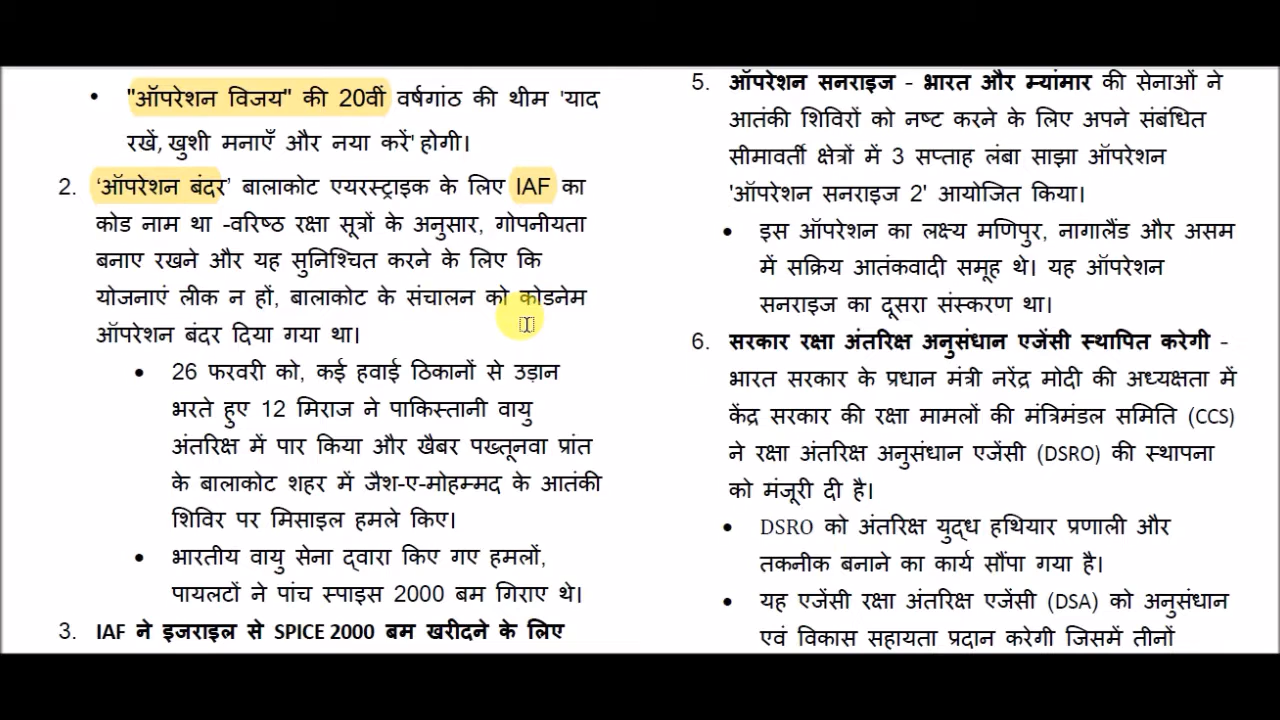 • "ऑपरेशन विजय" की 20वीं वर्षगांठ की थीम 'याद
रखें, खुशी मनाएँ और नया करें' होगी।
2. 'ऑपरेशन बंदर' बालाकोट एयरस्ट्राइक के लिए IAF का
कोड नाम था -वरिष्ठ रक्षा सूत्रों के अनुसार, गोपनीयता
बनाए रखने और यह सुनिश्चित करने के लिए कि
योजनाएं लीक न हों, बालाकोट के संचालन को कोडनेम
ऑपरेशन बंदर दिया गया था।
• 26 फरवरी को, कई हवाई ठिकानों से उड़ान
भरते हुए 12 मिराज ने पाकिस्तानी वायु
अंतरिक्ष में पार किया और खैबर पख्तूनवा प्रांत
के बालाकोट शहर में जैश-ए-मोहम्मद के आतंकी
शिविर पर मिसाइल हमले किए।
• भारतीय वायु सेना द्वारा किए गए हमलों,
पायलटों ने पांच स्पाइस 2000 बम गिराए थे।
3. IAF ने इजराइल से SPICE 2000 बम खरीदने के लिए
5. ऑपरेशन सनराइज - भारत और म्यांमार की सेनाओं ने
आतंकी शिविरों को नष्ट करने के लिए अपने संबंधित
सीमावर्ती क्षेत्रों में 3 सप्ताह लंबा साझा ऑपरेशन
'ऑपरेशन सनराइज 2' आयोजित किया।
• इस ऑपरेशन का लक्ष्य मणिपुर, नागालैंड और असम
में सक्रिय आतंकवादी समूह थे। यह ऑपरेशन
सनराइज का दूसरा संस्करण था।
6. सरकार रक्षा अंतरिक्ष अनुसंधान एजेंसी स्थापित करेगी -
भारत सरकार के प्रधान मंत्री नरेंद्र मोदी की अध्यक्षता में
केंद्र सरकार की रक्षा मामलों की मंत्रिमंडल समिति (CCS)
ने रक्षा अंतरिक्ष अनुसंधान एजेंसी (DSRO) की स्थापना
को मंजूरी दी है।
• DSRO को अंतरिक्ष युद्ध हथियार प्रणाली और
तकनीक बनाने का कार्य सौंपा गया है।
• यह एजेंसी रक्षा अंतरिक्ष एजेंसी (DSA) को अनुसंधान
एवं विकास सहायता प्रदान करेगी जिसमें तीनों